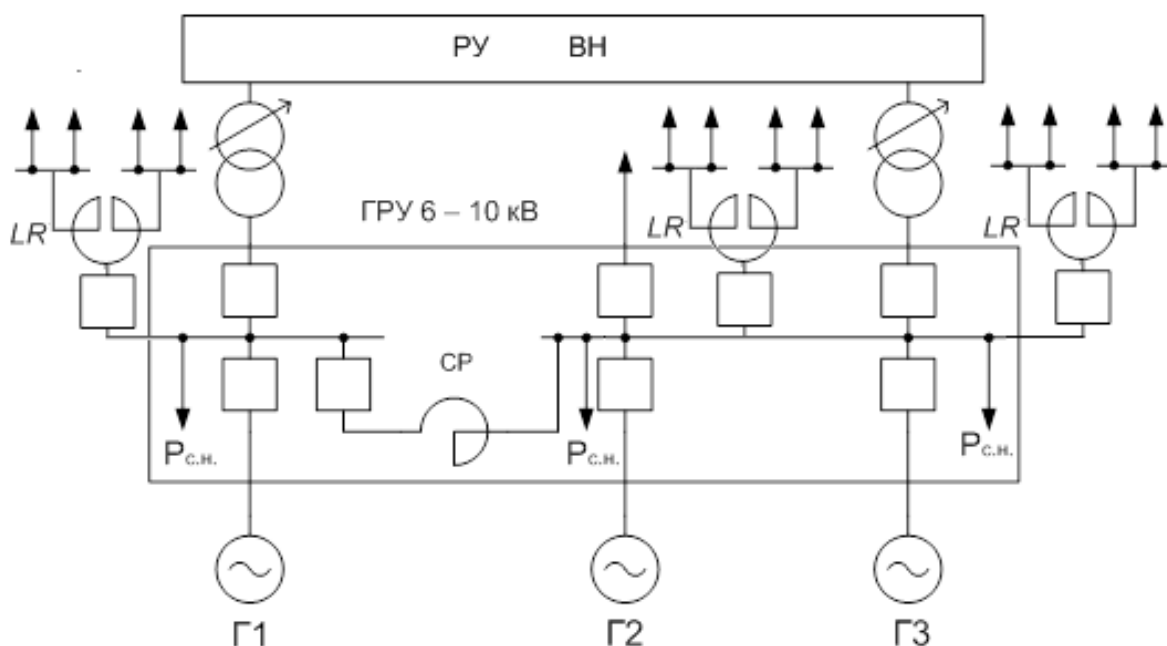 РУ ВН
ГРУ 6 – 10 кВ
LR
LR
LR
СР
Рс.н.
Рс.н.
Рс.н.
Г1
Г2
Г3